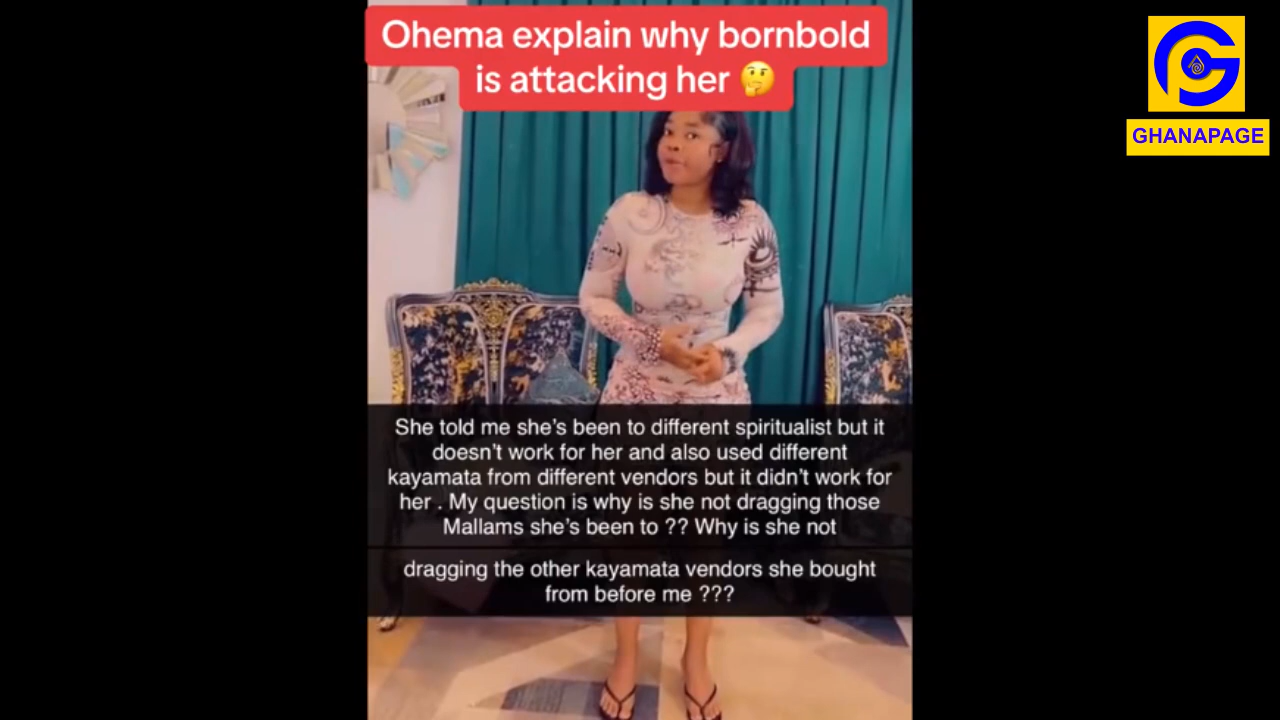 Ohema explain why bornbold
is attacking her 🤔
GHANAPAGE
She told me she's been to different spiritualist but it
doesn't work for her and also used different
kayamata from different vendors but it didn't work for
her . My question is why is she not dragging those
Mallams she's been to ?? Why is she not
dragging the other kayamata vendors she bought
from before me ???